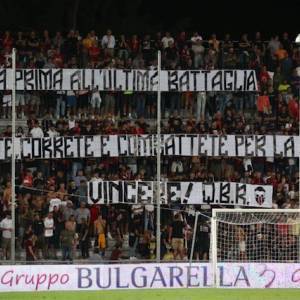 A PRIMA ALL'ULTIMA BATTAGLIA
E CORRETE E COMBATTETE PER LA
VINCERE! U.B.R.
Gruppo BULGARELLA